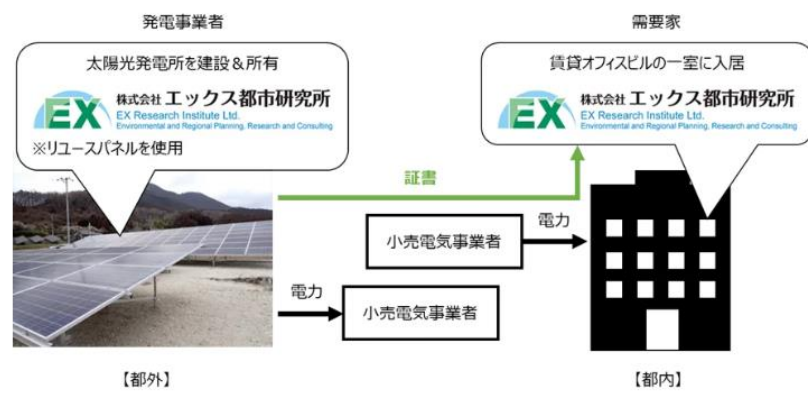 発電事業者
太陽光発電所を建設＆所有
EX
株式会社 エックス都市研究所
EX Research Institute Ltd.
Environmental and Regional Planning, Research and Consulting
※リユースパネルを使用
需要家
賃貸オフィスビルの一室に入居
EX
株式会社 エックス都市研究所
EX Research Institute Ltd.
Environmental and Regional Planning, Research and Consulting
証書
小売電気事業者
電力
電力
小売電気事業者
【都外】
【都内】